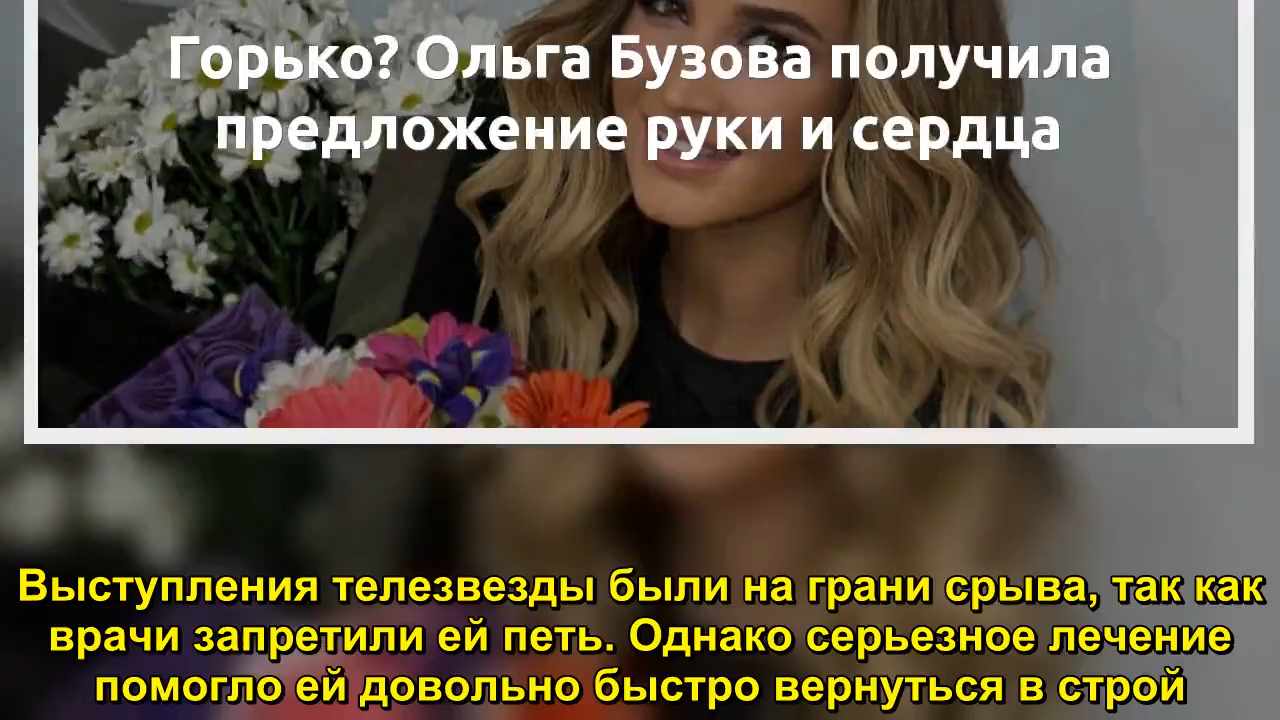 Горько? Ольга Бузова получила
предложение руки и сердца
Выступления телезвезды были на грани срыва, так как
врачи запретили ей петь. Однако серьезное лечение
помогло ей довольно быстро вернуться в строй